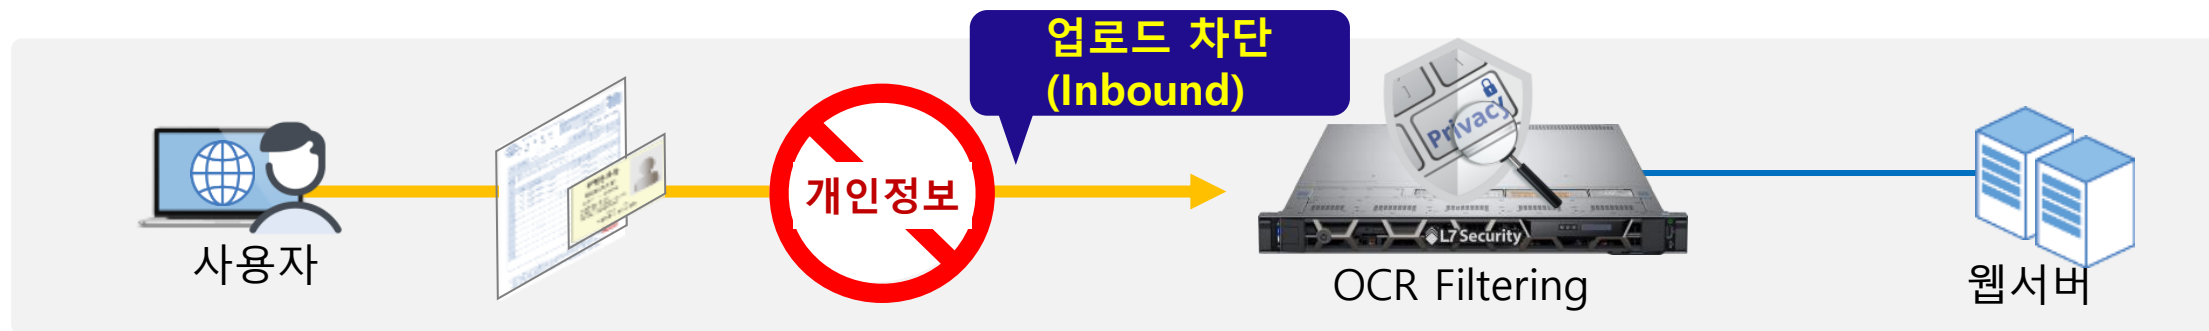 업로드 차단
(Inbound)
개인정보
Privacy
L7 Security
사용자
OCR Filtering
웹서버